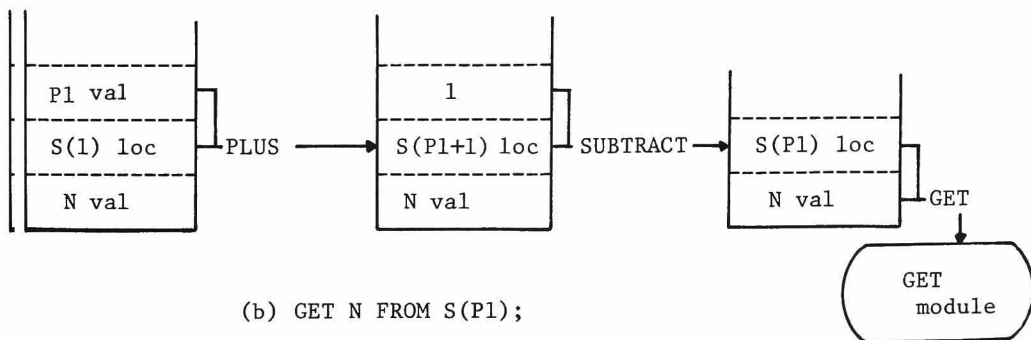 P1 val
S(1) loc
N val
PLUS
1
S(P1+1) loc
N val
SUBTRACT
S(P1) loc
N val
GET
GET
module
(b) GET N FROM S(P1);